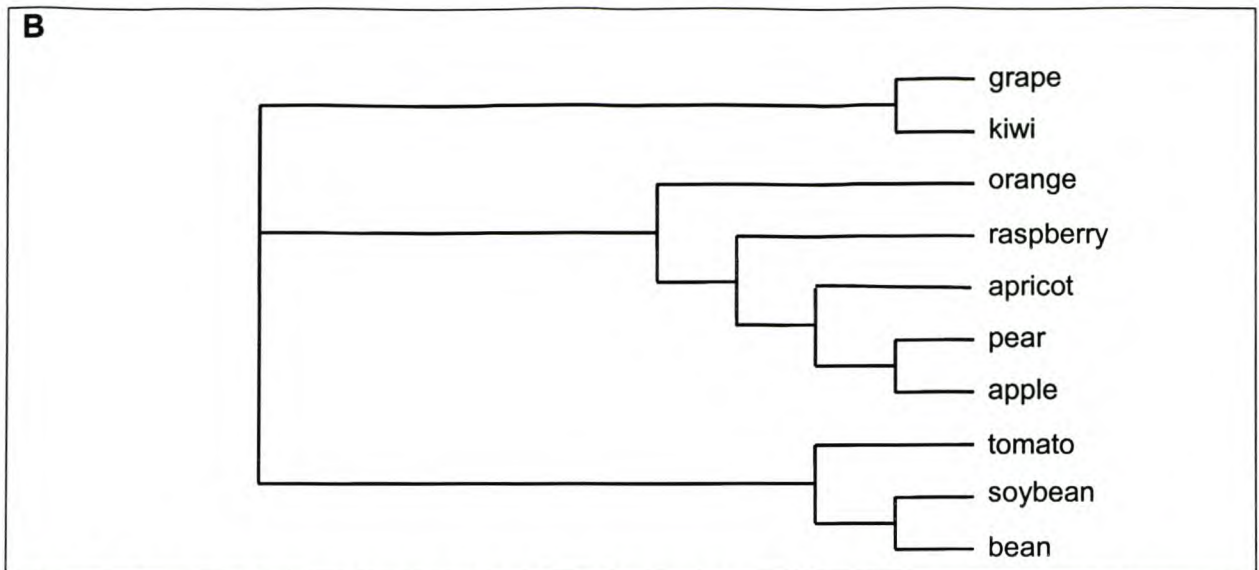 B
grape
kiwi
orange
raspberry
apricot
pear
apple
tomato
soybean
bean